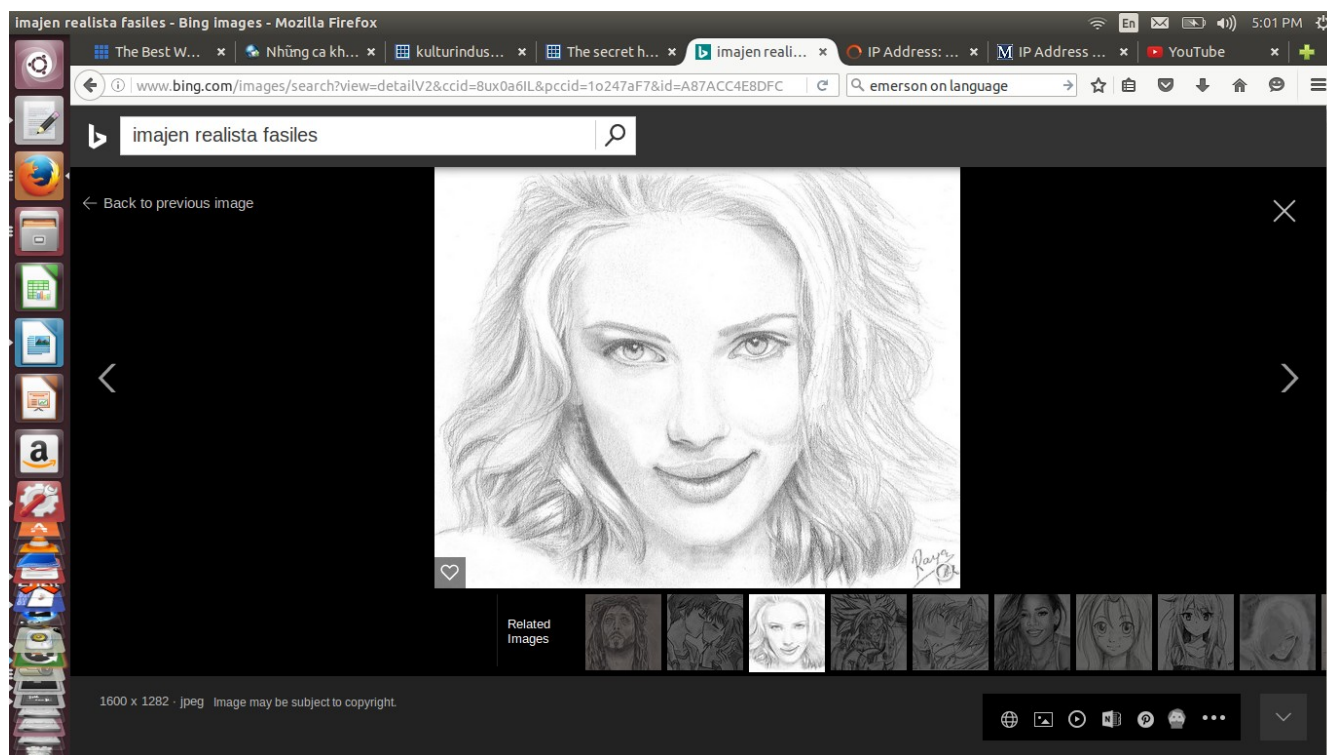 imajen realista fasiles - Bing images - Mozilla Firefox
En
5:01 PM
The Best W...
Những ca kh...
kulturindus...
The secret h...
imajen reali...
IP Address: ...
IP Address ...
YouTube
www.bing.com/images/search?view=detailV2&ccid=8ux0a6IL&pccid=1o247aF7&id=A87ACC4E8DFC
emerson on language
imajen realista fasiles
Back to previous image
Raya
Related
Images
1600 x 1282 · jpeg Image may be subject to copyright.